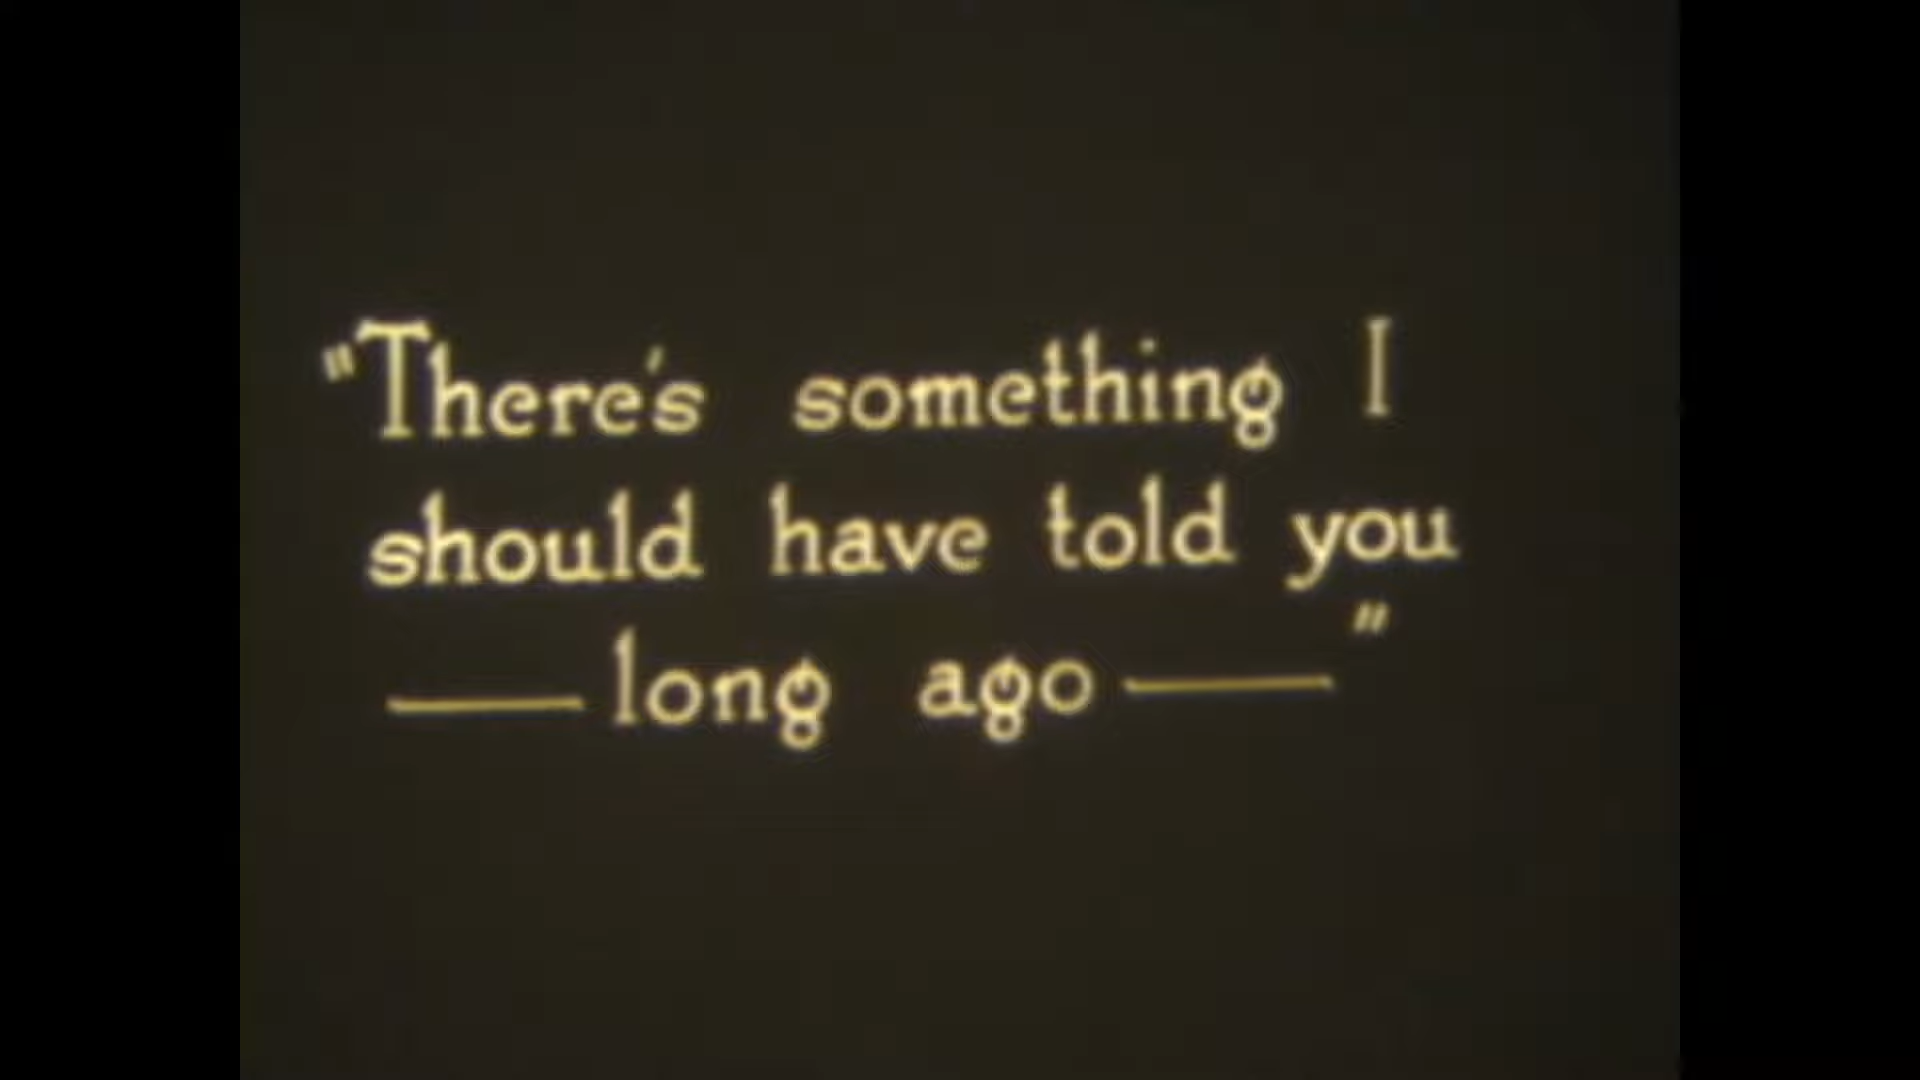 "There's something I
should have told you
— long ago —"